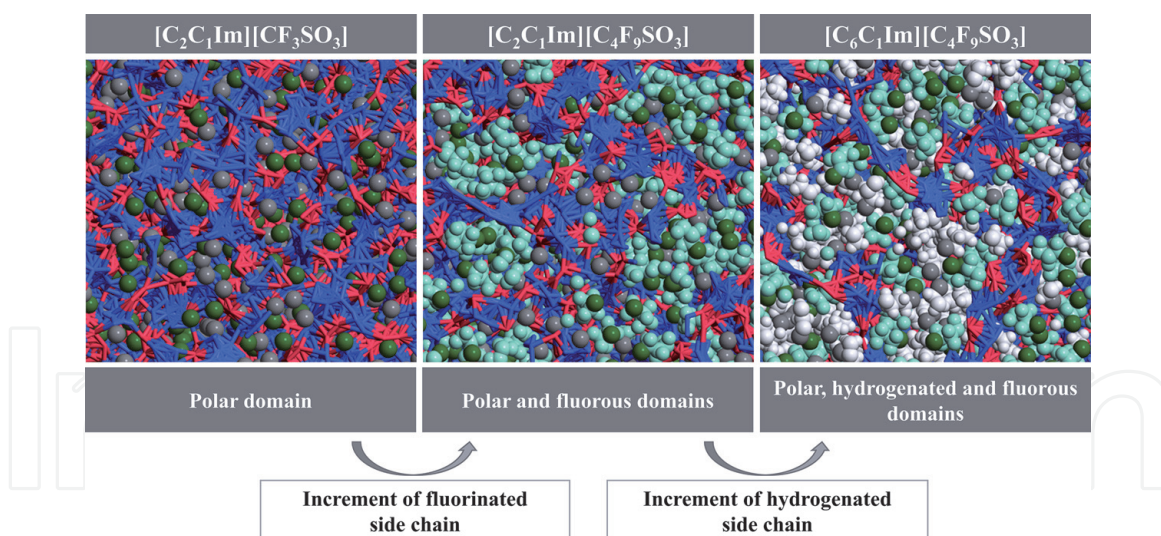 [C₂C₁Im][CF₃SO₃]
[C₂C₁Im][C₄F₉SO₃]
[C₆C₁Im][C₄F₉SO₃]
Polar domain
Polar and fluorous domains
Polar, hydrogenated and fluorous
domains
Increment of fluorinated
side chain
Increment of hydrogenated
side chain